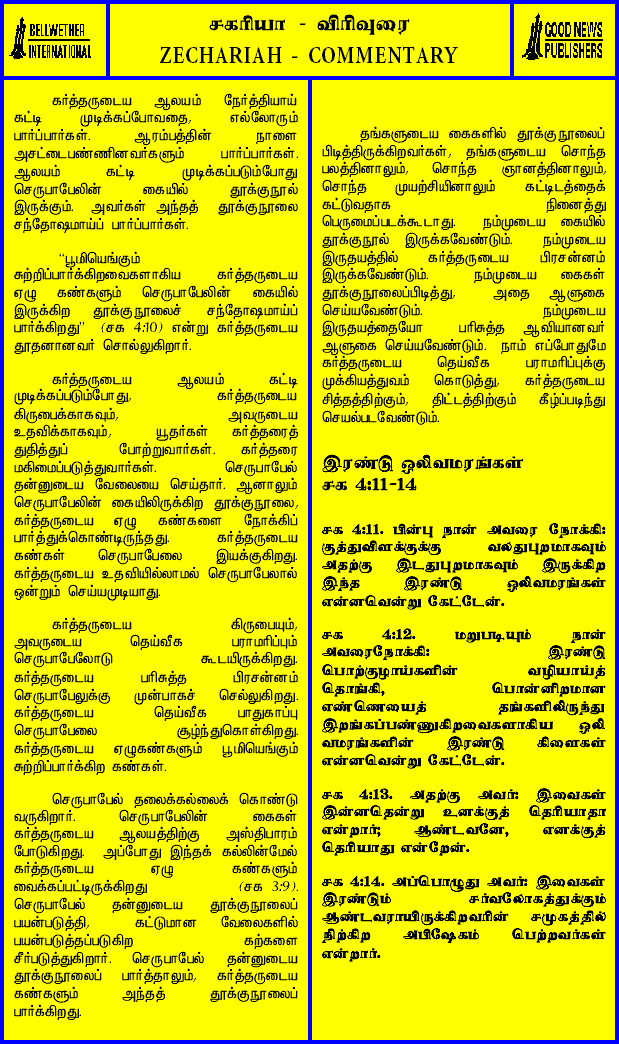 BELLWETHER
INTERNATIONAL
சகரியா - விரிவுரை
ZECHARIAH - COMMENTARY
GOOD NEWS
PUBLISHERS
கர்த்தருடைய ஆலயம் நேர்த்தியாய்
கட்டி முடிக்கப்போவதை, எல்லோரும்
பார்ப்பார்கள். ஆரம்பத்தின் நாளை
அசட்டைபண்ணினவர்களும் பார்ப்பார்கள்.
ஆலயம் கட்டி முடிக்கப்படும்போது
செருபாபேலின் கையில் தூக்குநூல்
இருக்கும். அவர்கள் அந்தத் தூக்குநூலை
சந்தோஷமாய்ப் பார்ப்பார்கள்.
"பூமியெங்கும்
சுற்றிப்பார்க்கிறவைகளாகிய கர்த்தருடைய
ஏழு கண்களும் செருபாபேலின் கையில்
இருக்கிற தூக்குநூலைச் சந்தோஷமாய்ப்
பார்க்கிறது" (சக 4:10) என்று கர்த்தருடைய
தூதனானவர் சொல்லுகிறார்.
கர்த்தருடைய ஆலயம் கட்டி
முடிக்கப்படும்போது, கர்த்தருடைய
கிருபைக்காகவும், அவருடைய
உதவிக்காகவும், யூதர்கள் கர்த்தரைத்
துதித்துப் போற்றுவார்கள். கர்த்தரை
மகிமைப்படுத்துவார்கள். செருபாபேல்
தன்னுடைய வேலையை செய்தார். ஆனாலும்
செருபாபேலின் கையிலிருக்கிற தூக்குநூலை,
கர்த்தருடைய ஏழு கண்களை நோக்கிப்
பார்த்துக்கொண்டிருந்தது. கர்த்தருடைய
கண்கள் செருபாபேலை இயக்குகிறது.
கர்த்தருடைய உதவியில்லாமல் செருபாபேலால்
ஒன்றும் செய்யமுடியாது.
கர்த்தருடைய கிருபையும்,
அவருடைய தெய்வீக பராமரிப்பும்
செருபாபேலோடு கூடயிருக்கிறது.
கர்த்தருடைய பரிசுத்த பிரசன்னம்
செருபாபேலுக்கு முன்பாகச் செல்லுகிறது.
கர்த்தருடைய தெய்வீக பாதுகாப்பு
செருபாபேலை சூழ்ந்துகொள்கிறது.
கர்த்தருடைய ஏழுகண்களும் பூமியெங்கும்
சுற்றிப்பார்க்கிற கண்கள்.
செருபாபேல் தலைக்கல்லைக் கொண்டு
வருகிறார். செருபாபேலின் கைகள்
கர்த்தருடைய ஆலயத்திற்கு அஸ்திபாரம்
போடுகிறது. அப்போது இந்தக் கல்லின்மேல்
கர்த்தருடைய ஏழு கண்களும்
வைக்கப்பட்டிருக்கிறது (சக 3:9).
செருபாபேல் தன்னுடைய தூக்குநூலைப்
பயன்படுத்தி, கட்டுமான வேலைகளில்
பயன்படுத்தப்படுகிற கற்களை
சீர்படுத்துகிறார். செருபாபேல் தன்னுடைய
தூக்குநூலைப் பார்த்தாலும், கர்த்தருடைய
கண்களும் அந்தத் தூக்குநூலைப்
பார்க்கிறது.
தங்களுடைய கைகளில் தூக்குநூலைப்
பிடித்திருக்கிறவர்கள், தங்களுடைய சொந்த
பலத்தினாலும், சொந்த ஞானத்தினாலும்,
சொந்த முயற்சியினாலும் கட்டிடத்தைக்
கட்டுவதாக நினைத்து
பெருமைப்படக்கூடாது. நம்முடைய கையில்
தூக்குநூல் இருக்கவேண்டும். நம்முடைய
இருதயத்தில் கர்த்தருடைய பிரசன்னம்
இருக்கவேண்டும். நம்முடைய கைகள்
தூக்குநூலைப்பிடித்து, அதை ஆளுகை
செய்யவேண்டும். நம்முடைய
இருதயத்தையோ பரிசுத்த ஆவியானவர்
ஆளுகை செய்யவேண்டும். நாம் எப்போதுமே
கர்த்தருடைய தெய்வீக பராமரிப்புக்கு
முக்கியத்துவம் கொடுத்து, கர்த்தருடைய
சித்தத்திற்கும், திட்டத்திற்கும் கீழ்ப்படிந்து
செயல்படவேண்டும்.
இரண்டு ஒலிவமரங்கள்
சக 4:11-14
சக 4:11. பின்பு நான் அவரை நோக்கி:
குத்துவிளக்குக்கு வலதுபுறமாகவும்
அதற்கு இடதுபுறமாகவும் இருக்கிற
இந்த இரண்டு ஒலிவமரங்கள்
என்னவென்று கேட்டேன்.
சக 4:12. மறுபடியும் நான்
அவரைநோக்கி: இரண்டு
பொற்குழாய்களின் வழியாய்த்
தொங்கி, பொன்னிறமான
எண்ணெயைத் தங்களிலிருந்து
இறங்கப்பண்ணுகிறவைகளாகிய ஒலி
வமரங்களின் இரண்டு கிளைகள்
என்னவென்று கேட்டேன்.
சக 4:13. அதற்கு அவர்: இவைகள்
இன்னதென்று உனக்குத் தெரியாதா
என்றார்; ஆண்டவனே, எனக்குத்
தெரியாது என்றேன்.
சக 4:14. அப்பொழுது அவர்: இவைகள்
இரண்டும் சர்வலோகத்துக்கும்
ஆண்டவராயிருக்கிறவரின் சமுகத்தில்
நிற்கிற அபிஷேகம் பெற்றவர்கள்
என்றார்.